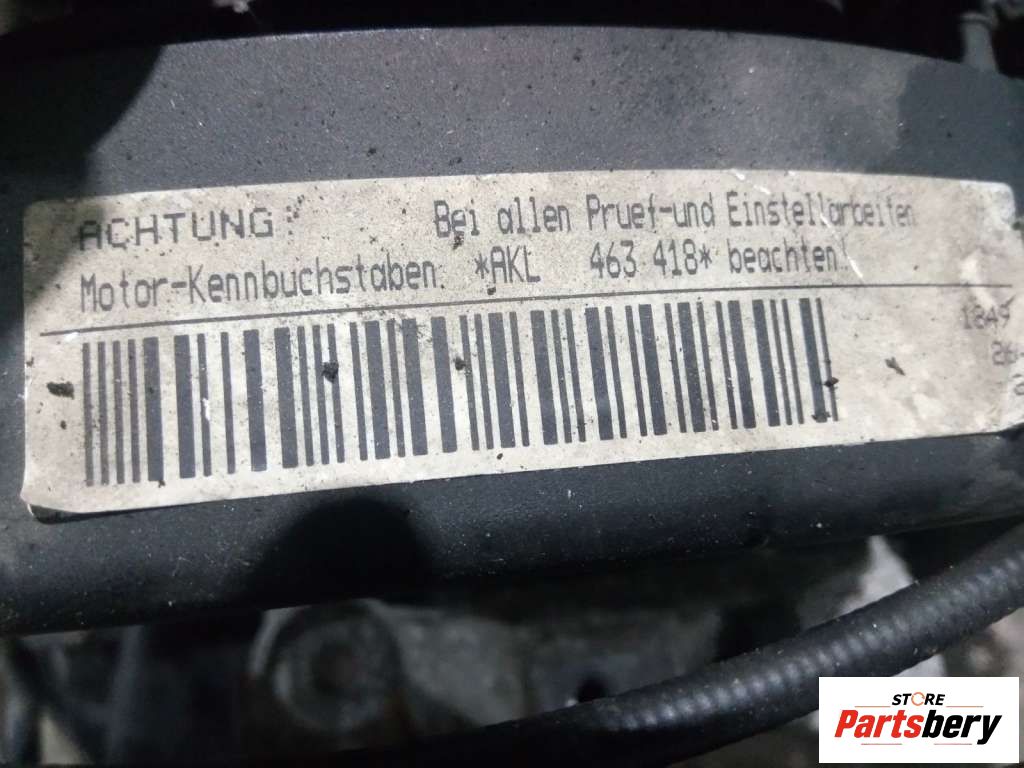 ACHTUNG: Bei allen Pruef-und Einstellarbeiten
Motor-Kennbuchstaben: *AKL 463 418* beachten!
1849
STORE
Partsbery